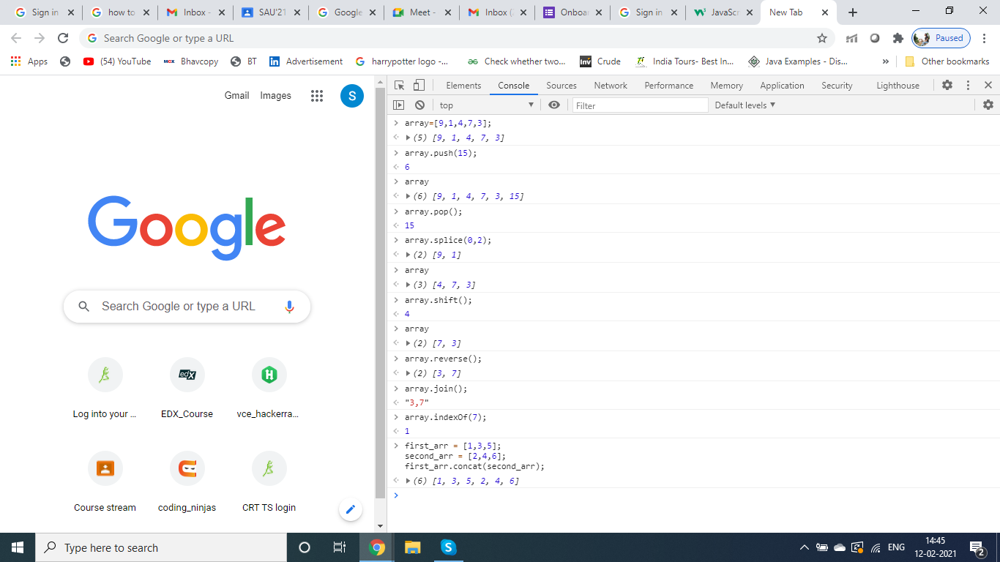 Sign in
how to
Inbox -
SAU'21
Google
Meet -
Inbox (2
Onboar
Sign in
JavaScr
New Tab
Search Google or type a URL
Paused
Apps
(54) YouTube
MCX Bhavcopy
BT
Advertisement
harrypotter logo -...
Check whether two...
inv Crude
India Tours- Best In...
Java Examples - Dis...
»
Other bookmarks
Gmail
Images
S
Google
Search Google or type a URL
Log into your ...
edX
EDX_Course
H
vce_hackerra...
Course stream
coding_ninjas
CRT TS login
Elements
Console
Sources
Network
Performance
Memory
Application
Security
Lighthouse
top
Filter
Default levels
array=[9,1,4,7,3];
(5) [9, 1, 4, 7, 3]
array.push(15);
6
array
(6) [9, 1, 4, 7, 3, 15]
array.pop();
15
array.splice(0,2);
(2) [9, 1]
array
(3) [4, 7, 3]
array.shift();
4
array
(2) [7, 3]
array.reverse();
(2) [3, 7]
array.join();
"3,7"
array.indexOf(7);
1
first_arr = [1,3,5];
second_arr = [2,4,6];
first_arr.concat(second_arr);
(6) [1, 3, 5, 2, 4, 6]
Type here to search
S
ENG
14:45
12-02-2021
2